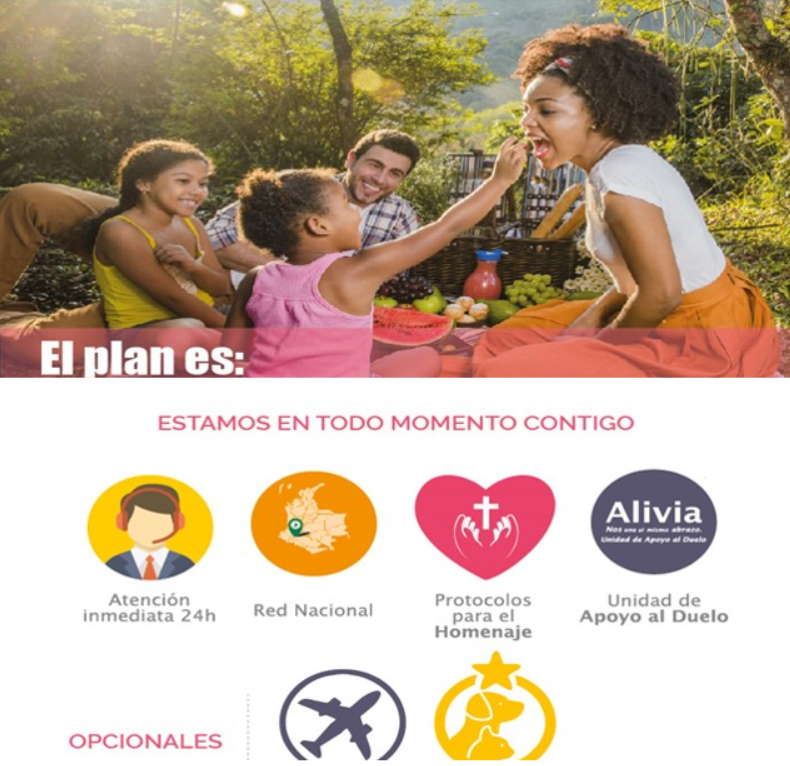 El plan es:
ESTAMOS EN TODO MOMENTO CONTIGO
Alivia
Nos une el mismo abrazo.
Unidad de Apoyo al Duelo
Atención
inmediata 24h
Red Nacional
Protocolos
para el
Homenaje
Unidad de
Apoyo al Duelo
OPCIONALES